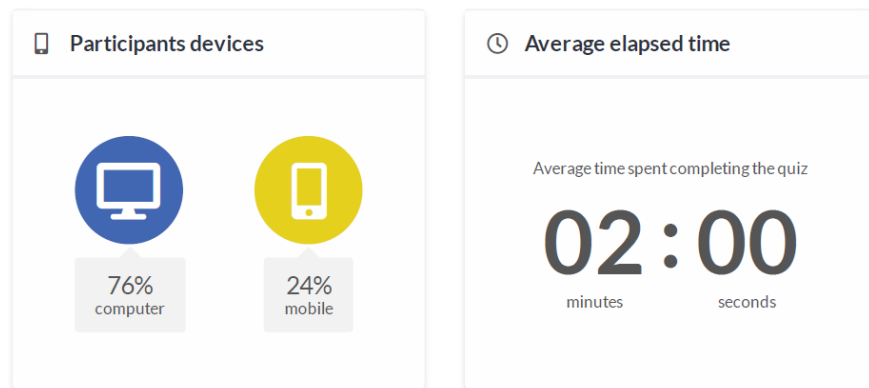 Participants devices
76%
computer
24%
mobile
Average elapsed time
Average time spent completing the quiz
02 : 00
minutes seconds